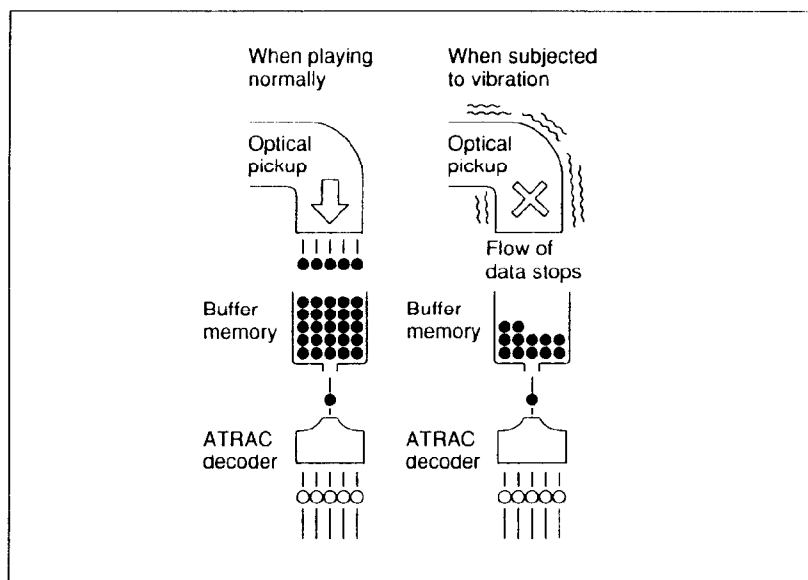 When playing
normally
Optical
pickup
Buffer
memory
ATRAC
decoder
When subjected
to vibration
Optical
pickup
Flow of
data stops
Buffer
memory
ATRAC
decoder